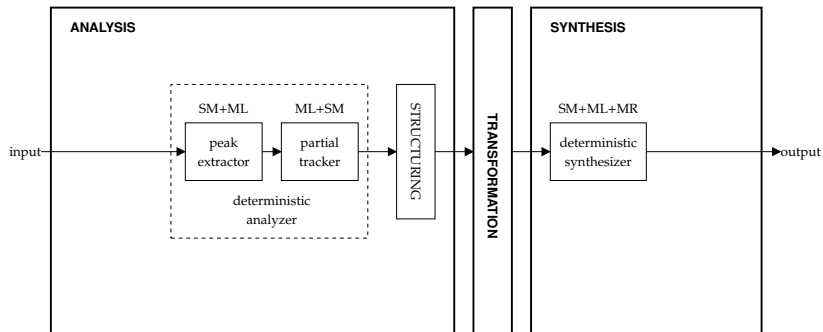 ANALYSIS
SYNTHESIS
SM+ML
ML+SM
SM+ML+MR
input
peak
extractor
partial
tracker
deterministic
analyzer
STRUCTURING
TRANSFORMATION
deterministic
synthesizer
output